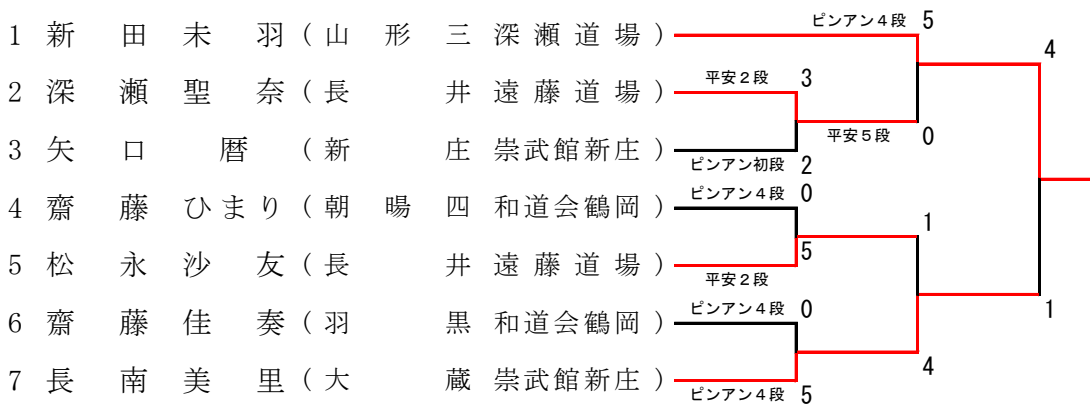 ピンアン４段 5
1 新田未羽（山形三 深瀬道場）
4
平安２段 3
2 深瀬聖奈（長井 遠藤道場）
平安５段 0
3 矢口暦（新庄 崇武館新庄）
ピンアン初段 2
ピンアン４段 0
4 齋藤ひまり（朝暘四 和道会鶴岡）
1
5
5 松永沙友（長井 遠藤道場）
平安２段
ピンアン４段 0
1
6 齋藤佳奏（羽黒 和道会鶴岡）
4
7 長南美里（大蔵 崇武館新庄）
ピンアン４段 5